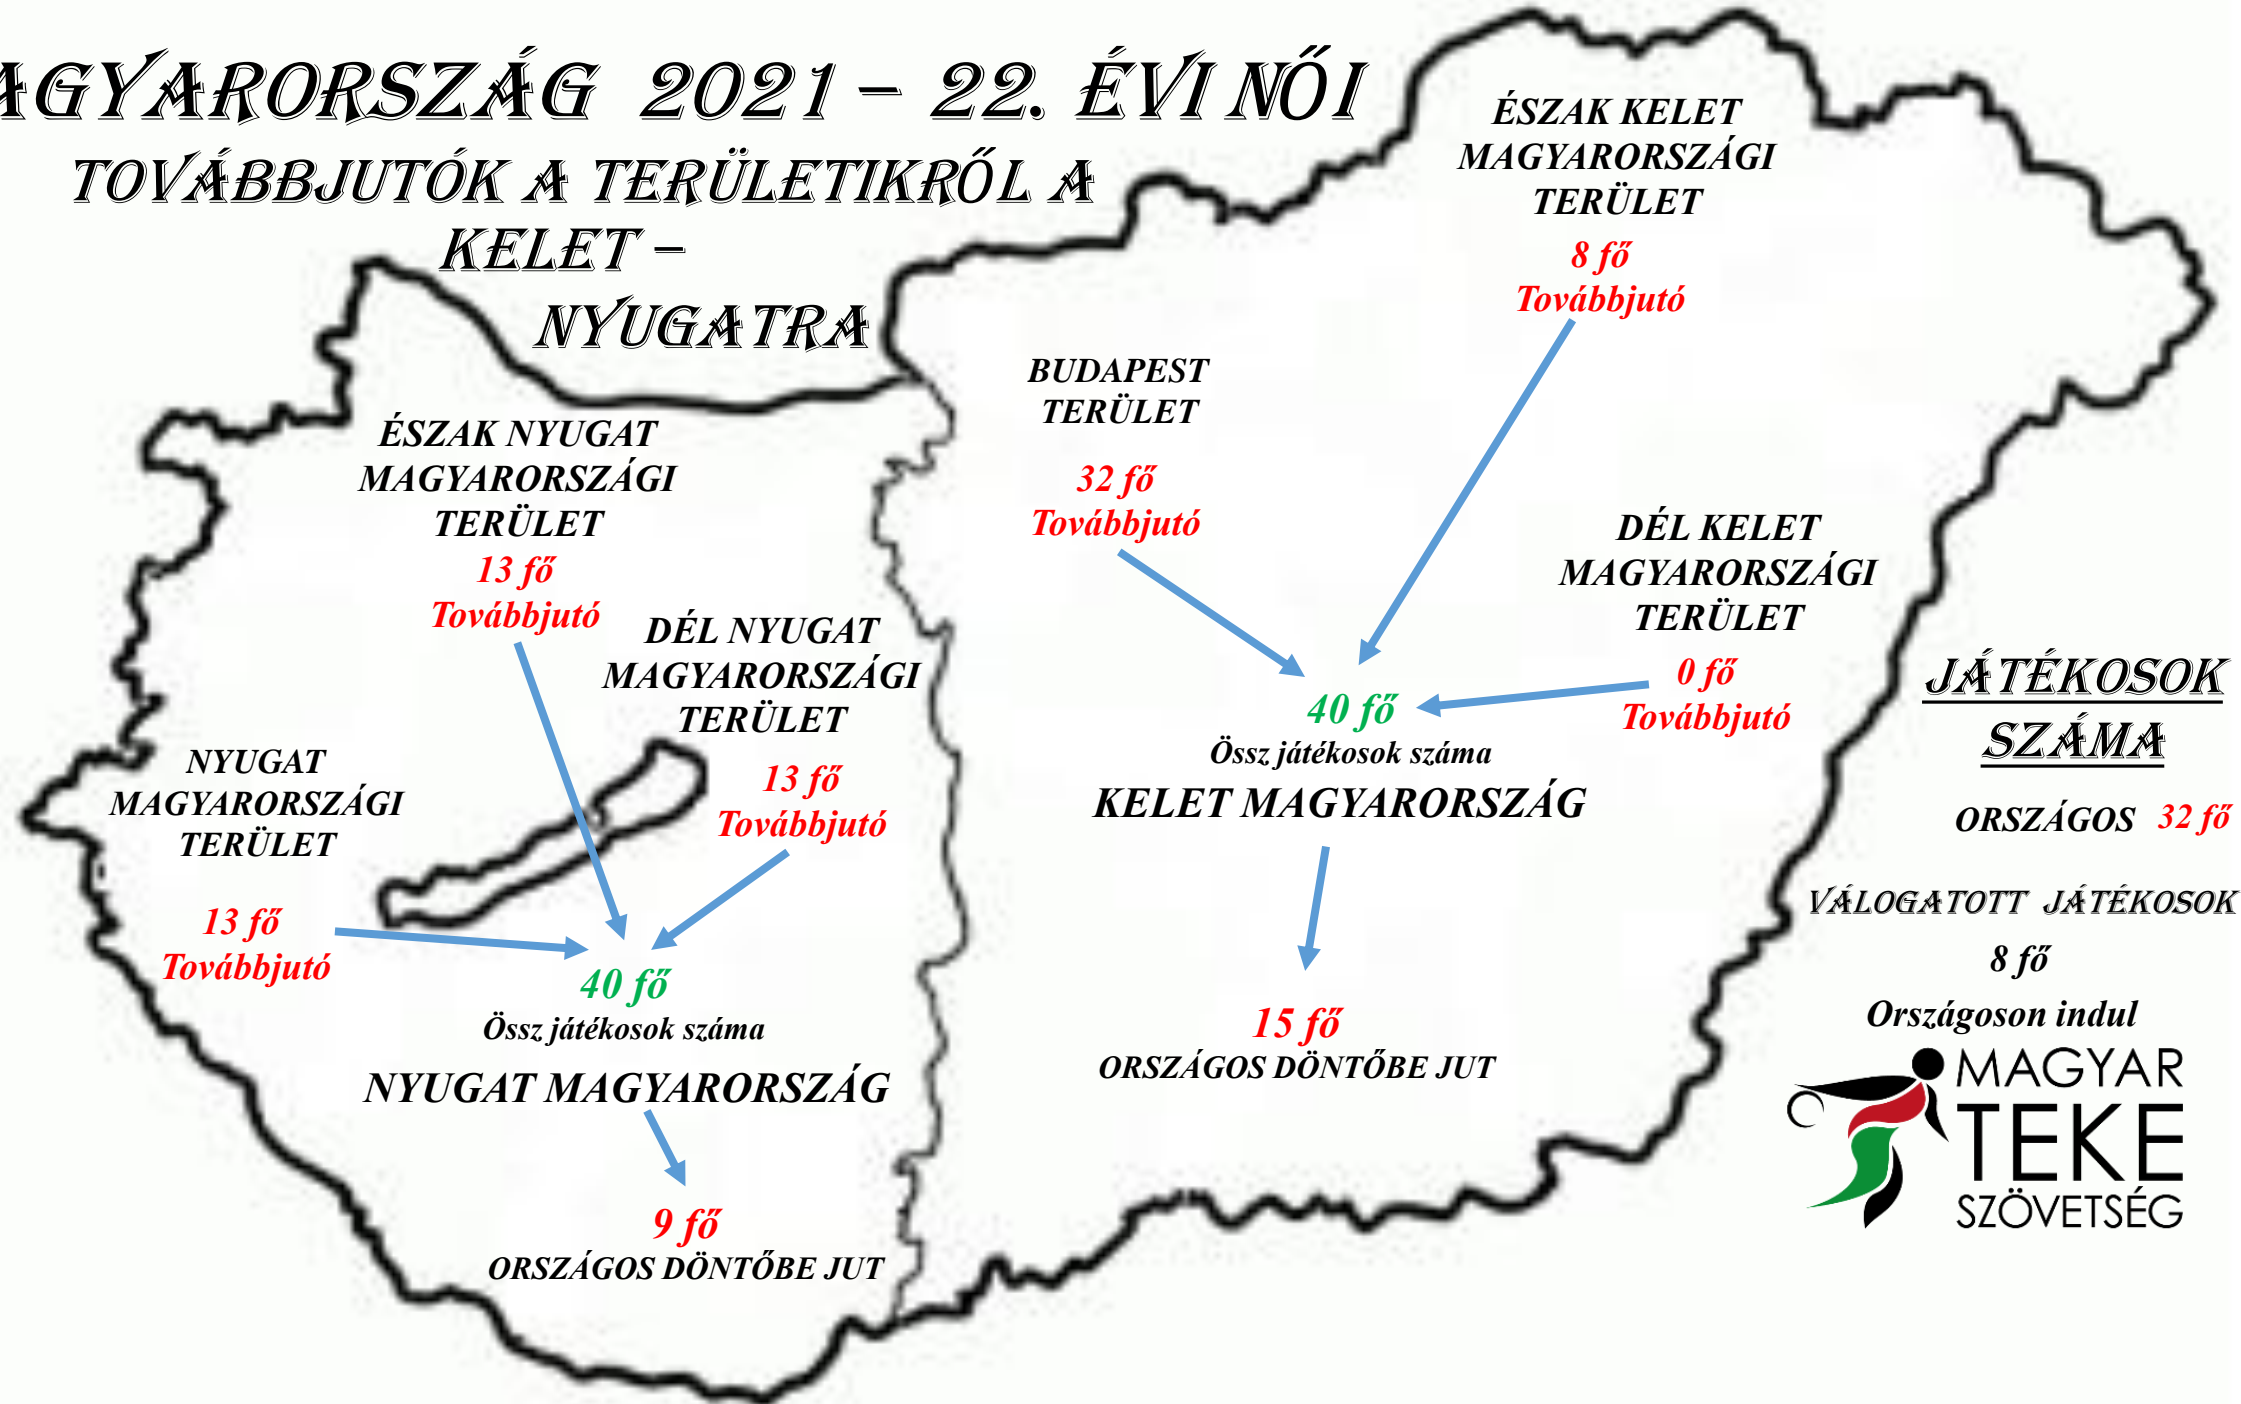 AGYARORSZÁG 2021 – 22. ÉVI NŐI
TOVÁBBJUTÓK A TERÜLETIKRŐL A
KELET –
NYUGATRA
ÉSZAK KELET
MAGYARORSZÁGI
TERÜLET
8 fő
Továbbjutó
BUDAPEST
TERÜLET
32 fő
Továbbjutó
ÉSZAK NYUGAT
MAGYARORSZÁGI
TERÜLET
13 fő
Továbbjutó
DÉL KELET
MAGYARORSZÁGI
TERÜLET
0 fő
Továbbjutó
DÉL NYUGAT
MAGYARORSZÁGI
TERÜLET
13 fő
Továbbjutó
NYUGAT
MAGYARORSZÁGI
TERÜLET
13 fő
Továbbjutó
40 fő
Össz játékosok száma
KELET MAGYARORSZÁG
15 fő
ORSZÁGOS DÖNTŐBE JUT
40 fő
Össz játékosok száma
NYUGAT MAGYARORSZÁG
9 fő
ORSZÁGOS DÖNTŐBE JUT
JÁTÉKOSOK
SZÁMA
ORSZÁGOS 32 fő
VÁLOGATOTT JÁTÉKOSOK
8 fő
Országoson indul
MAGYAR
TEKE
SZÖVETSÉG